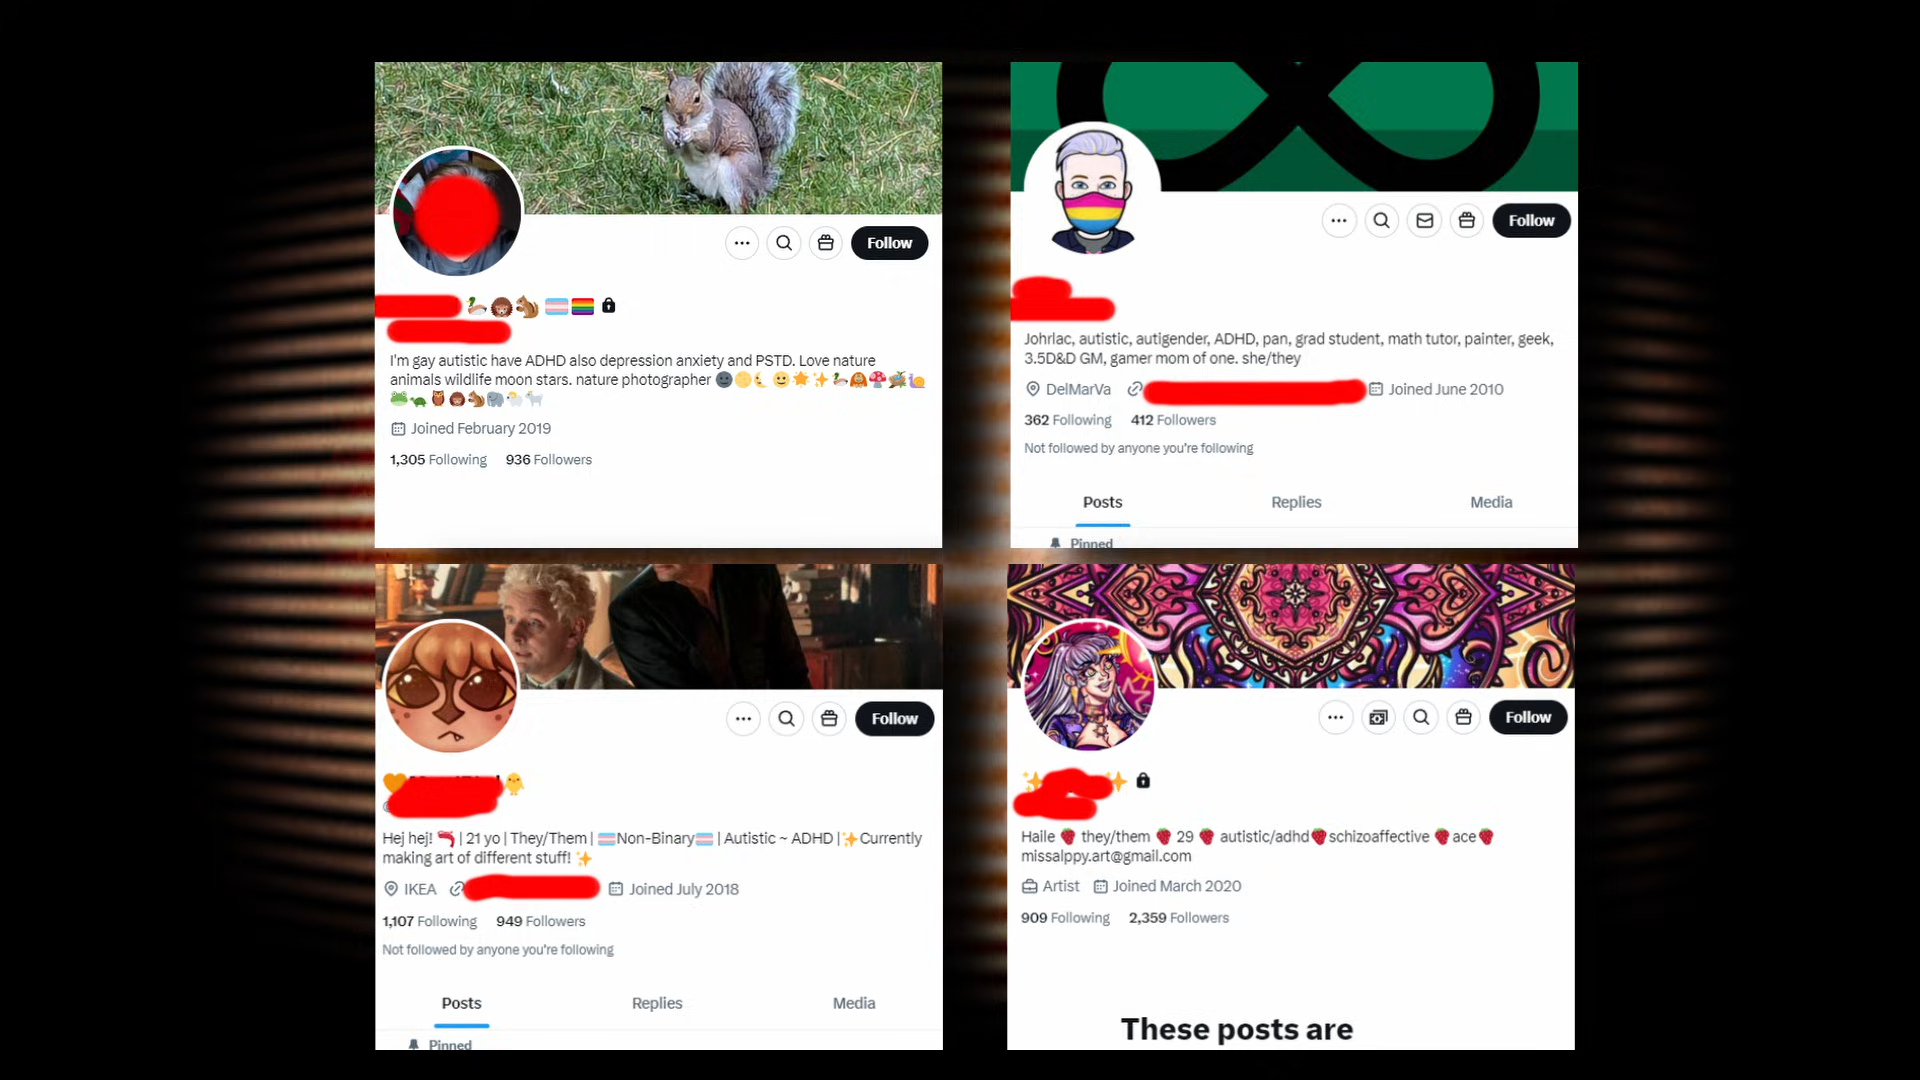 Follow
I'm gay autistic have ADHD also depression anxiety and PSTD. Love nature
animals wildlife moon stars. nature photographer 🌚🌕🌜🌝🌟✨🦆🦧🍄🪰🐌
🐸🐢🦉🦔🐿️🐘🐑🐐
Joined February 2019
1,305 Following 936 Followers
Follow
Johrlac, autistic, autigender, ADHD, pan, grad student, math tutor, painter, geek,
3.5D&D GM, gamer mom of one. she/they
DelMarVa
Joined June 2010
362 Following 412 Followers
Not followed by anyone you're following
Posts Replies Media
Pinned
Follow
Hej hej! 🦐 | 21 yo | They/Them | 🏳️‍⚧️Non-Binary🏳️‍⚧️ | Autistic ~ ADHD |✨Currently
making art of different stuff! ✨
IKEA
Joined July 2018
1,107 Following 949 Followers
Not followed by anyone you're following
Posts Replies Media
Pinned
Follow
Haile 🍓 they/them 🍓 29 🍓 autistic/adhd🍓schizoaffective 🍓ace🍓
missalppy.art@gmail.com
Artist Joined March 2020
909 Following 2,359 Followers
These posts are